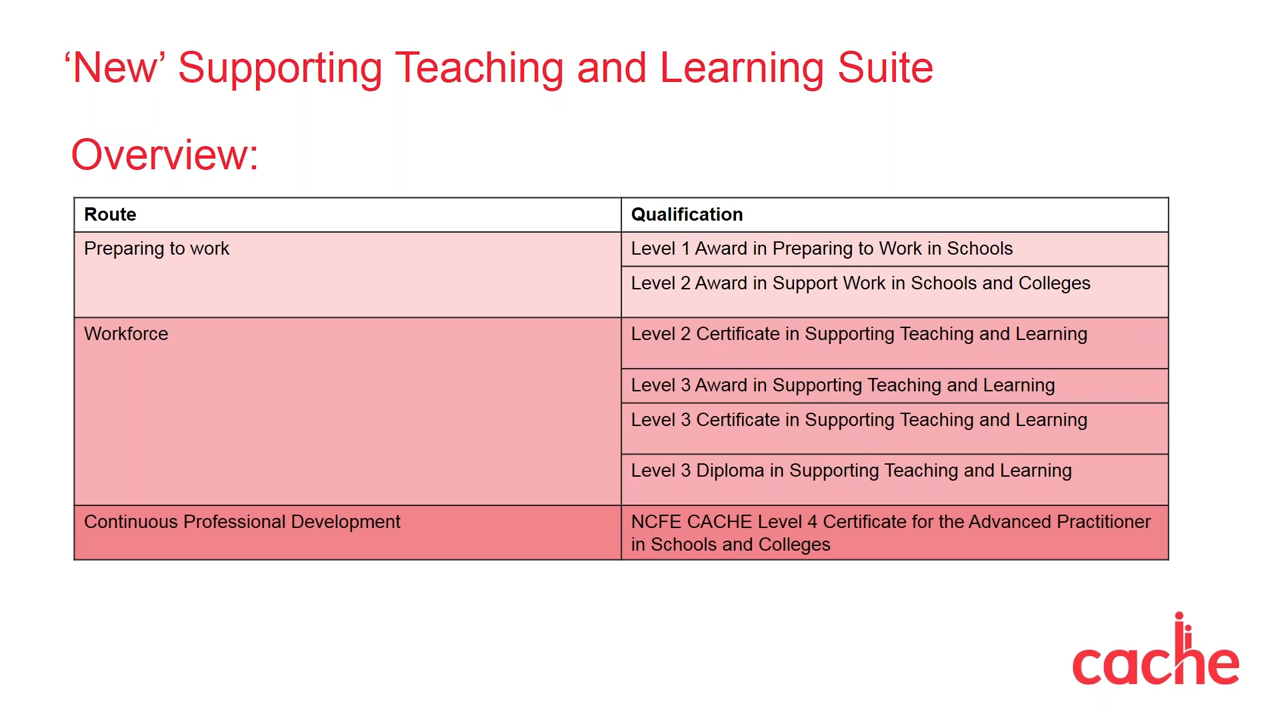 ‘New’ Supporting Teaching and Learning Suite
Overview:
Route
Qualification
Preparing to work
Level 1 Award in Preparing to Work in Schools
Level 2 Award in Support Work in Schools and Colleges
Workforce
Level 2 Certificate in Supporting Teaching and Learning
Level 3 Award in Supporting Teaching and Learning
Level 3 Certificate in Supporting Teaching and Learning
Level 3 Diploma in Supporting Teaching and Learning
Continuous Professional Development
NCFE CACHE Level 4 Certificate for the Advanced Practitioner
in Schools and Colleges
cache